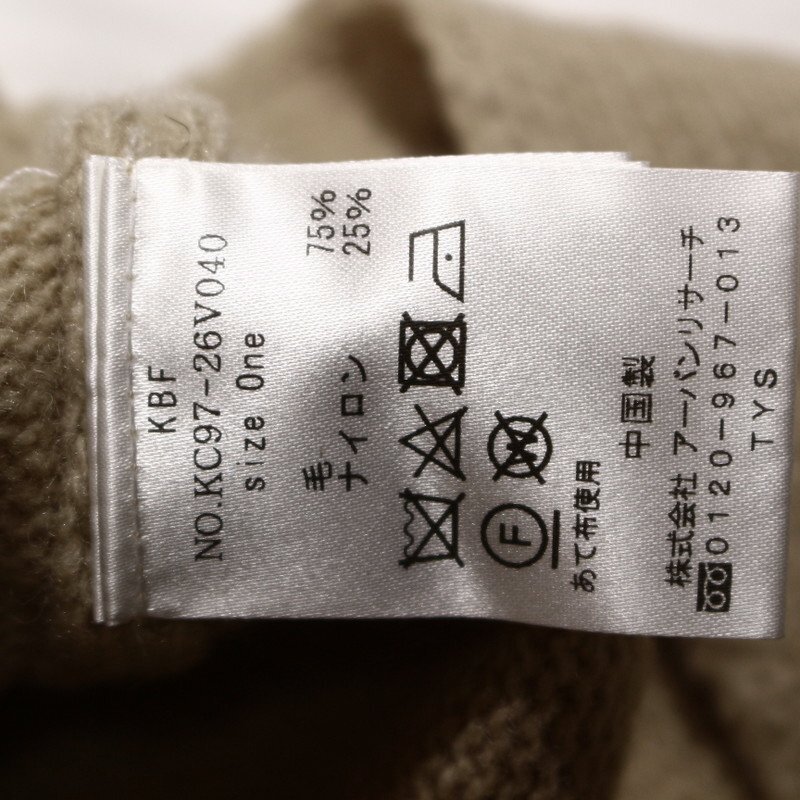 KBF
NO.KC97-26V040
size One
毛 75%
ナイロン 25%
F
W
あて布使用
中国製
株式会社 アーバンリサーチ
0120-967-013
TYS